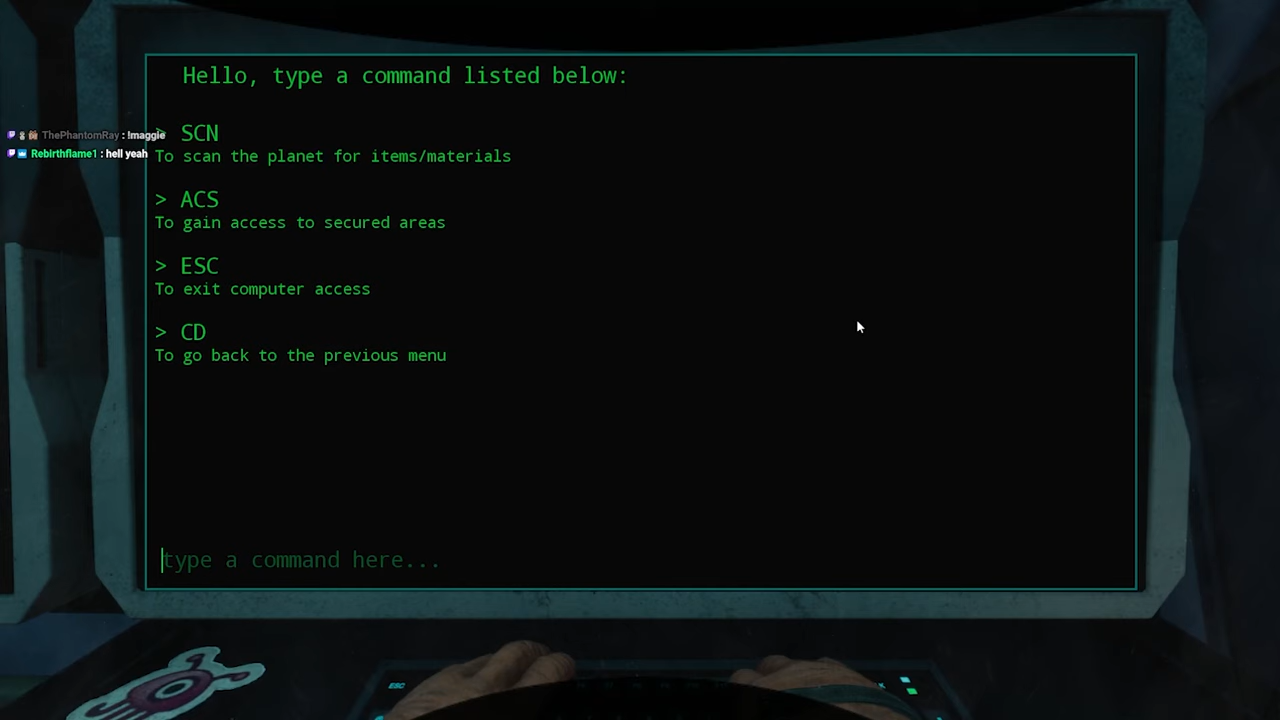 Hello, type a command listed below:
ThePhantomRay : !maggie
Rebirthflame1 : hell yeah
> SCN
To scan the planet for items/materials
> ACS
To gain access to secured areas
> ESC
To exit computer access
> CD
To go back to the previous menu
type a command here...
ESC